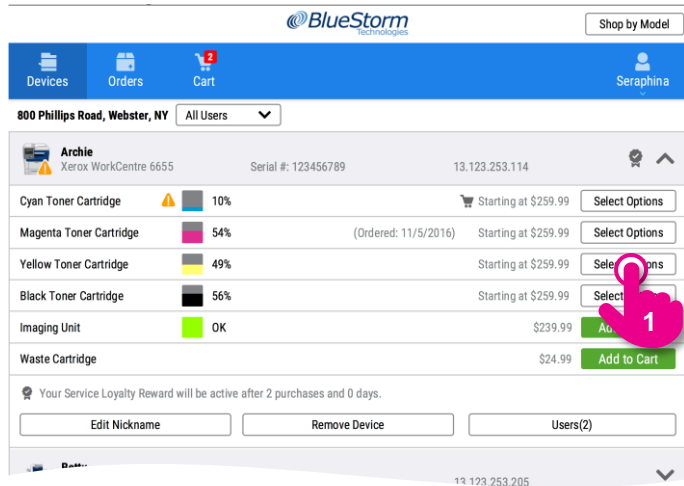 BlueStorm
Technologies
Shop by Model
Devices Orders 2 Cart Seraphina
800 Phillips Road, Webster, NY All Users
Archie
Xerox WorkCentre 6655 Serial #: 123456789 13.123.253.114
Cyan Toner Cartridge 10% Starting at $259.99 Select Options
Magenta Toner Cartridge 54% (Ordered: 11/5/2016) Starting at $259.99 Select Options
Yellow Toner Cartridge 49% Starting at $259.99
Black Toner Cartridge 56% Starting at $259.99
1
Imaging Unit OK $239.99
Waste Cartridge $24.99 Add to Cart
Your Service Loyalty Reward will be active after 2 purchases and 0 days.
Edit Nickname Remove Device Users(2)
13.123.253.205